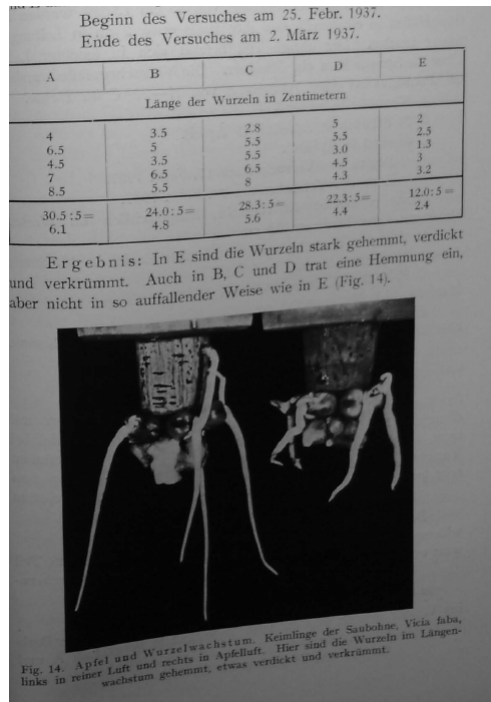 Beginn des Versuches am 25. Febr. 1937.
Ende des Versuches am 2. März 1937.
A B C D E
Länge der Wurzeln in Zentimetern
4 3.5 2.8 5 2
6.5 5 5.5 5.5 2.5
4.5 3.5 5.5 3.0 1.3
7 6.5 6.5 4.5 3
8.5 5.5 8 4.3 3.2
30.5:5= 24.0:5= 28.3:5= 22.3:5= 12.0:5=
6.1 4.8 5.6 4.4 2.4
Ergebnis: In E sind die Wurzeln stark gehemmt, verdickt
und verkrümmt. Auch in B, C und D trat eine Hemmung ein,
aber nicht in so auffallender Weise wie in E (Fig. 14).
Fig. 14. Apfel und Wurzelwachstum. Keimlinge der Saubohne, Vicia faba,
links in reiner Luft und rechts in Apfelluft. Hier sind die Wurzeln im Längen-
wachstum gehemmt, etwas verdickt und verkrümmt.